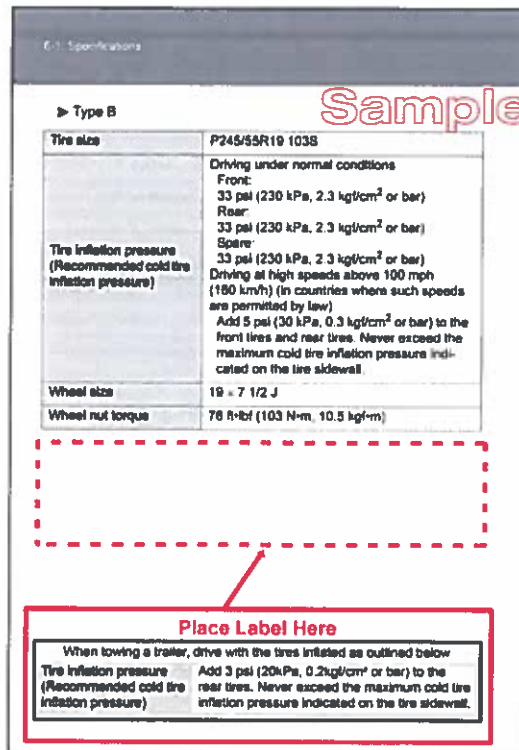 6-1. Specifications
Sample
▶ Type B
Tire size P245/55R19 103S
Tire inflation pressure
(Recommended cold tire
inflation pressure)
Driving under normal conditions
Front:
33 psi (230 kPa, 2.3 kgf/cm² or bar)
Rear:
33 psi (230 kPa, 2.3 kgf/cm² or bar)
Spare:
33 psi (230 kPa, 2.3 kgf/cm² or bar)
Driving at high speeds above 100 mph
(160 km/h) (in countries where such speeds
are permitted by law)
Add 5 psi (30 kPa, 0.3 kgf/cm² or bar) to the
front tires and rear tires. Never exceed the
maximum cold tire inflation pressure indi-
cated on the tire sidewall.
Wheel size 19 × 7 1/2 J
Wheel nut torque 76 ft•lbf (103 N•m, 10.5 kgf•m)
Place Label Here
When towing a trailer, drive with the tires inflated as outlined below
Tire inflation pressure
(Recommended cold tire
inflation pressure)
Add 3 psi (20kPa, 0.2kgf/cm² or bar) to the
rear tires. Never exceed the maximum cold tire
inflation pressure indicated on the tire sidewall.